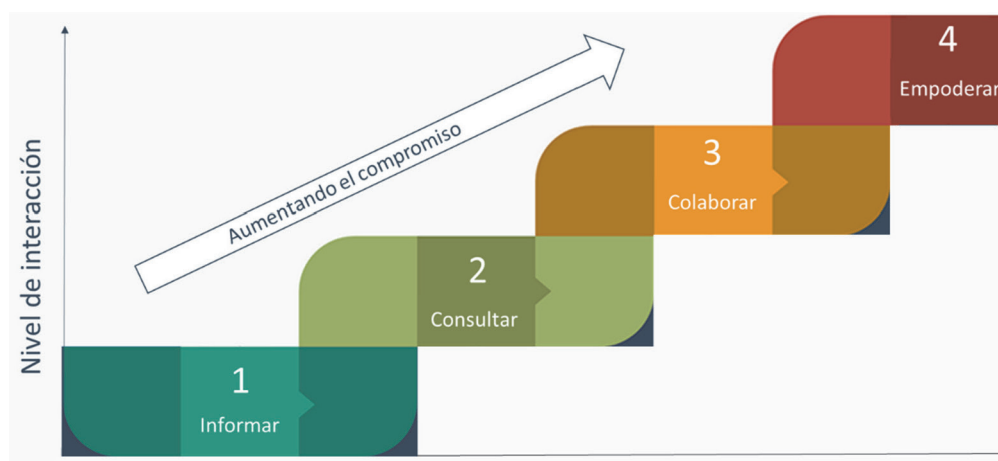 Nivel de interacción
Aumentando el compromiso
1
Informar
2
Consultar
3
Colaborar
4
Empoderar